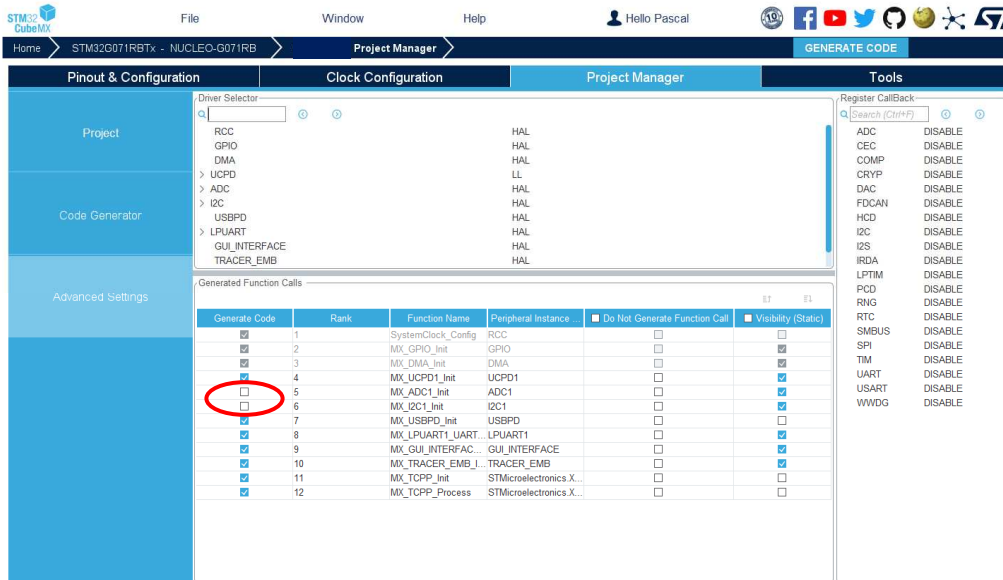 STM32 CubeMX File Window Help Hello Pascal
Home STM32G071RBTx - NUCLEO-G071RB Project Manager GENERATE CODE
Pinout & Configuration Clock Configuration Project Manager Tools
Project
Code Generator
Advanced Settings
Driver Selector
RCC HAL
GPIO HAL
DMA HAL
UCPD LL
ADC HAL
I2C HAL
USBPD HAL
LPUART HAL
GUI_INTERFACE HAL
TRACER_EMB HAL
Generated Function Calls
Generate Code Rank Function Name Peripheral Instance ... Do Not Generate Function Call Visibility (Static)
1 SystemClock_Config RCC
2 MX_GPIO_Init GPIO
3 MX_DMA_Init DMA
4 MX_UCPD1_Init UCPD1
5 MX_ADC1_Init ADC1
6 MX_I2C1_Init I2C1
7 MX_USBPD_Init USBPD
8 MX_LPUART1_UART... LPUART1
9 MX_GUI_INTERFAC... GUI_INTERFACE
10 MX_TRACER_EMB_I... TRACER_EMB
11 MX_TCPP_Init STMicroelectronics.X...
12 MX_TCPP_Process STMicroelectronics.X...
Register CallBack
Search (Ctrl+F)
ADC DISABLE
CEC DISABLE
COMP DISABLE
CRYP DISABLE
DAC DISABLE
FDCAN DISABLE
HCD DISABLE
I2C DISABLE
I2S DISABLE
IRDA DISABLE
LPTIM DISABLE
PCD DISABLE
RNG DISABLE
RTC DISABLE
SMBUS DISABLE
SPI DISABLE
TIM DISABLE
UART DISABLE
USART DISABLE
WWDG DISABLE